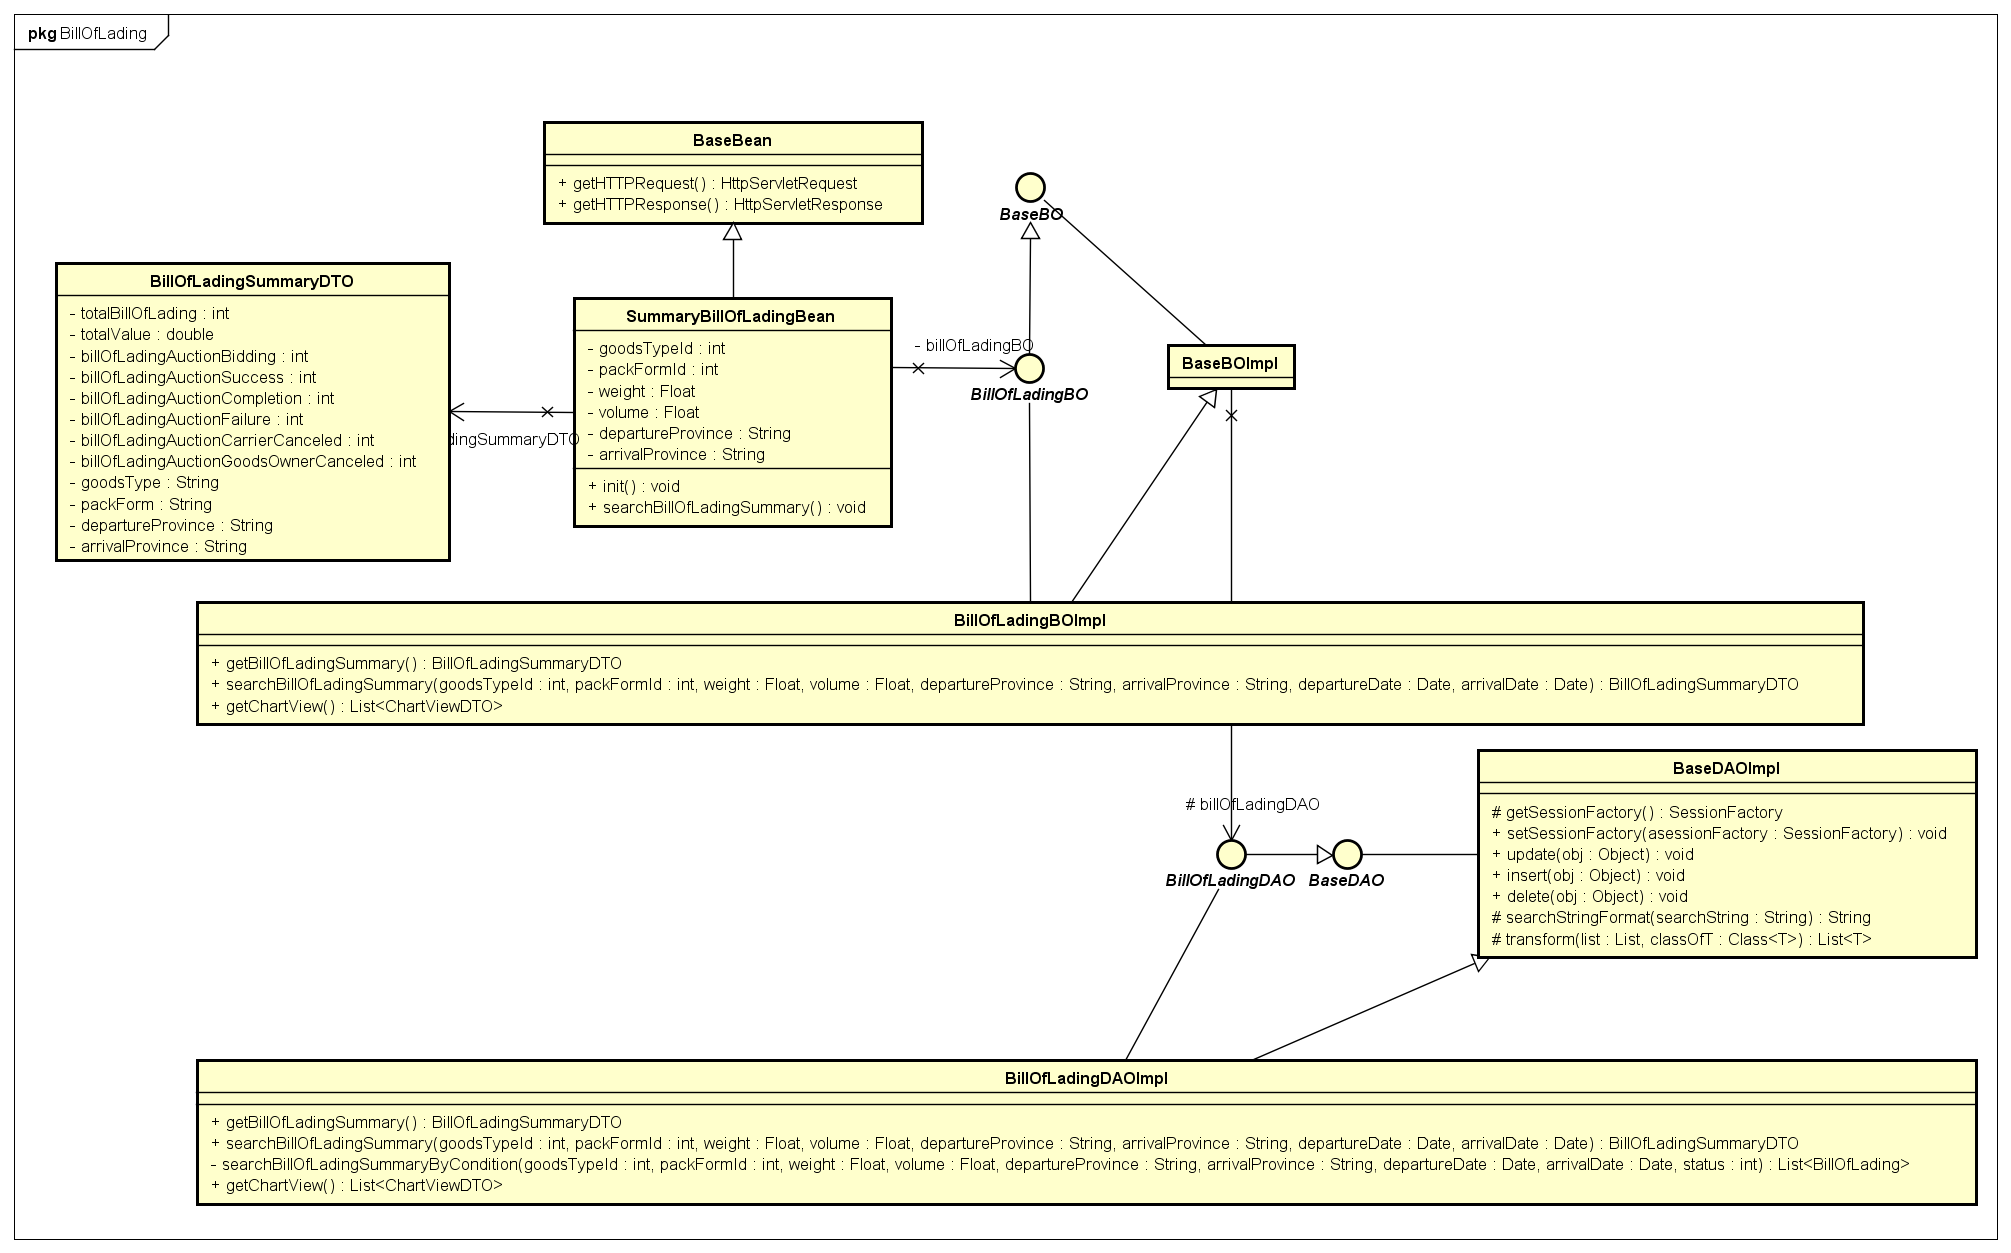 pkg BillOfLading
BaseBean
+ getHTTPRequest() : HttpServletRequest
+ getHTTPResponse() : HttpServletResponse
BaseBO
BillOfLadingSummaryDTO
- totalBillOfLading : int
- totalValue : double
- billOfLadingAuctionBidding : int
- billOfLadingAuctionSuccess : int
- billOfLadingAuctionCompletion : int
- billOfLadingAuctionFailure : int
- billOfLadingAuctionCarrierCanceled : int
- billOfLadingAuctionGoodsOwnerCanceled : int
- goodsType : String
- packForm : String
- departureProvince : String
- arrivalProvince : String
dingSummaryDTO
SummaryBillOfLadingBean
- goodsTypeId : int
- packFormId : int
- weight : Float
- volume : Float
- departureProvince : String
- arrivalProvince : String
+ init() : void
+ searchBillOfLadingSummary() : void
- billOfLadingBO
BillOfLadingBO
BaseBOImpl
BillOfLadingBOImpl
+ getBillOfLadingSummary() : BillOfLadingSummaryDTO
+ searchBillOfLadingSummary(goodsTypeId : int, packFormId : int, weight : Float, volume : Float, departureProvince : String, arrivalProvince : String, departureDate : Date, arrivalDate : Date) : BillOfLadingSummaryDTO
+ getChartView() : List<ChartViewDTO>
# billOfLadingDAO
BillOfLadingDAO
BaseDAO
BaseDAOImpl
# getSessionFactory() : SessionFactory
+ setSessionFactory(asessionFactory : SessionFactory) : void
+ update(obj : Object) : void
+ insert(obj : Object) : void
+ delete(obj : Object) : void
# searchStringFormat(searchString : String) : String
# transform(list : List, classOfT : Class<T>) : List<T>
BillOfLadingDAOImpl
+ getBillOfLadingSummary() : BillOfLadingSummaryDTO
+ searchBillOfLadingSummary(goodsTypeId : int, packFormId : int, weight : Float, volume : Float, departureProvince : String, arrivalProvince : String, departureDate : Date, arrivalDate : Date) : BillOfLadingSummaryDTO
- searchBillOfLadingSummaryByCondition(goodsTypeId : int, packFormId : int, weight : Float, volume : Float, departureProvince : String, arrivalProvince : String, departureDate : Date, arrivalDate : Date, status : int) : List<BillOfLading>
+ getChartView() : List<ChartViewDTO>